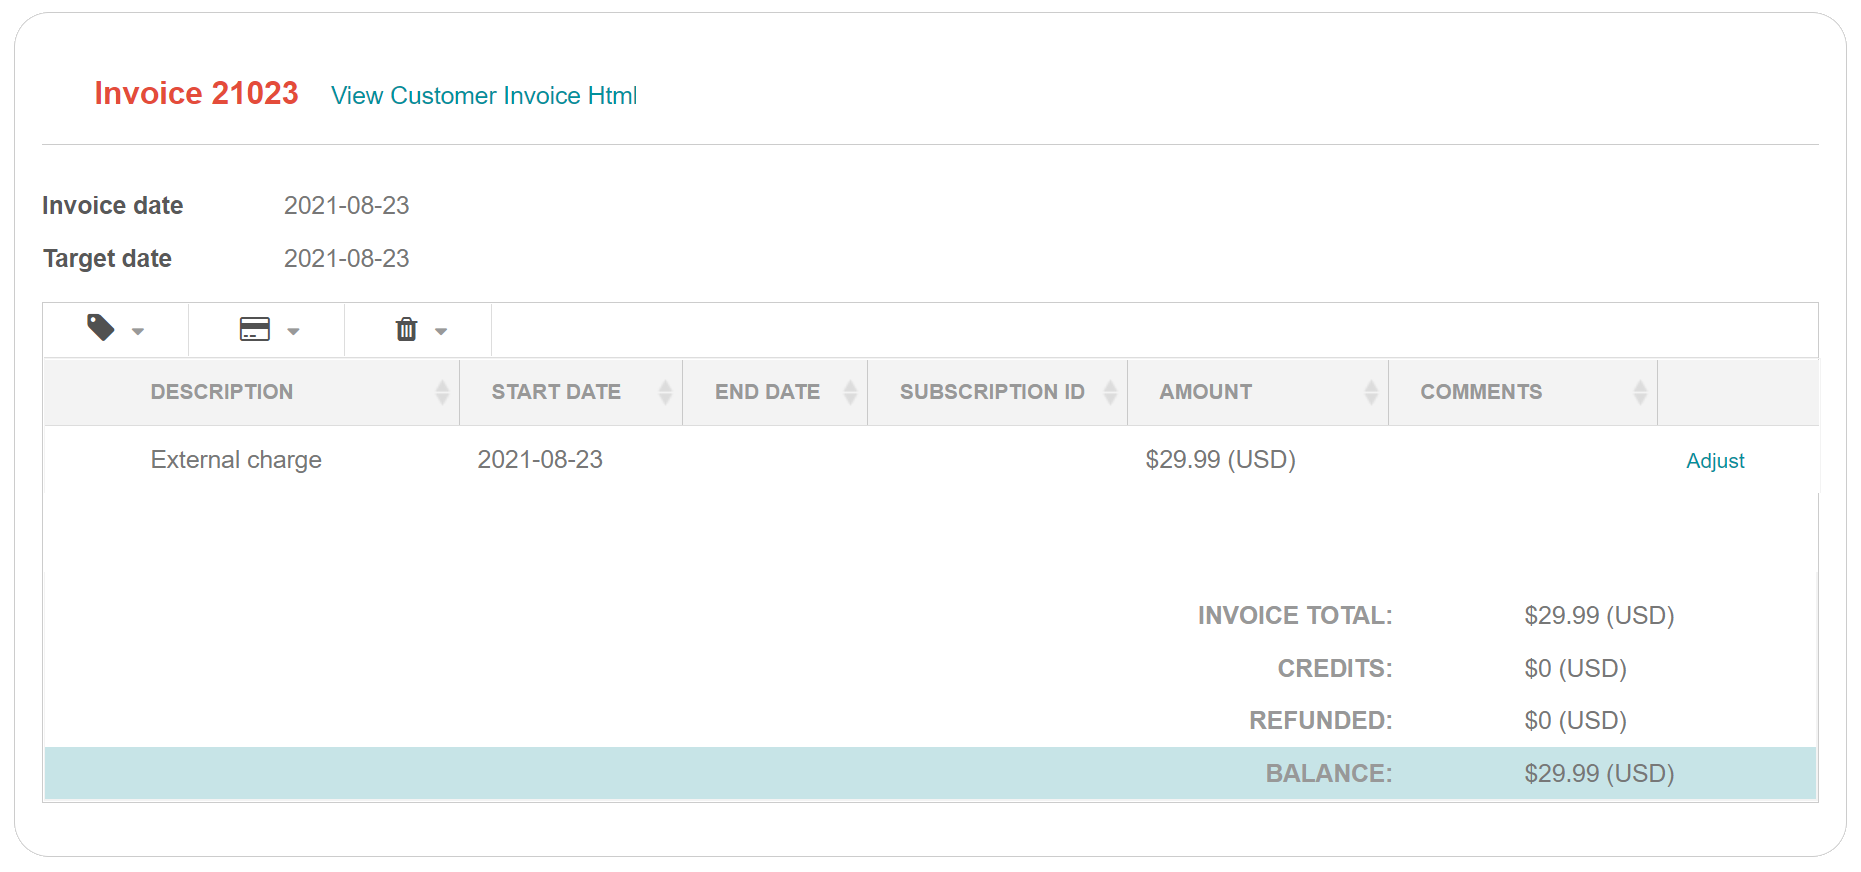 Invoice 21023 View Customer Invoice Html
Invoice date 2021-08-23
Target date 2021-08-23
DESCRIPTION START DATE END DATE SUBSCRIPTION ID AMOUNT COMMENTS
External charge 2021-08-23 $29.99 (USD) Adjust
INVOICE TOTAL: $29.99 (USD)
CREDITS: $0 (USD)
REFUNDED: $0 (USD)
BALANCE: $29.99 (USD)